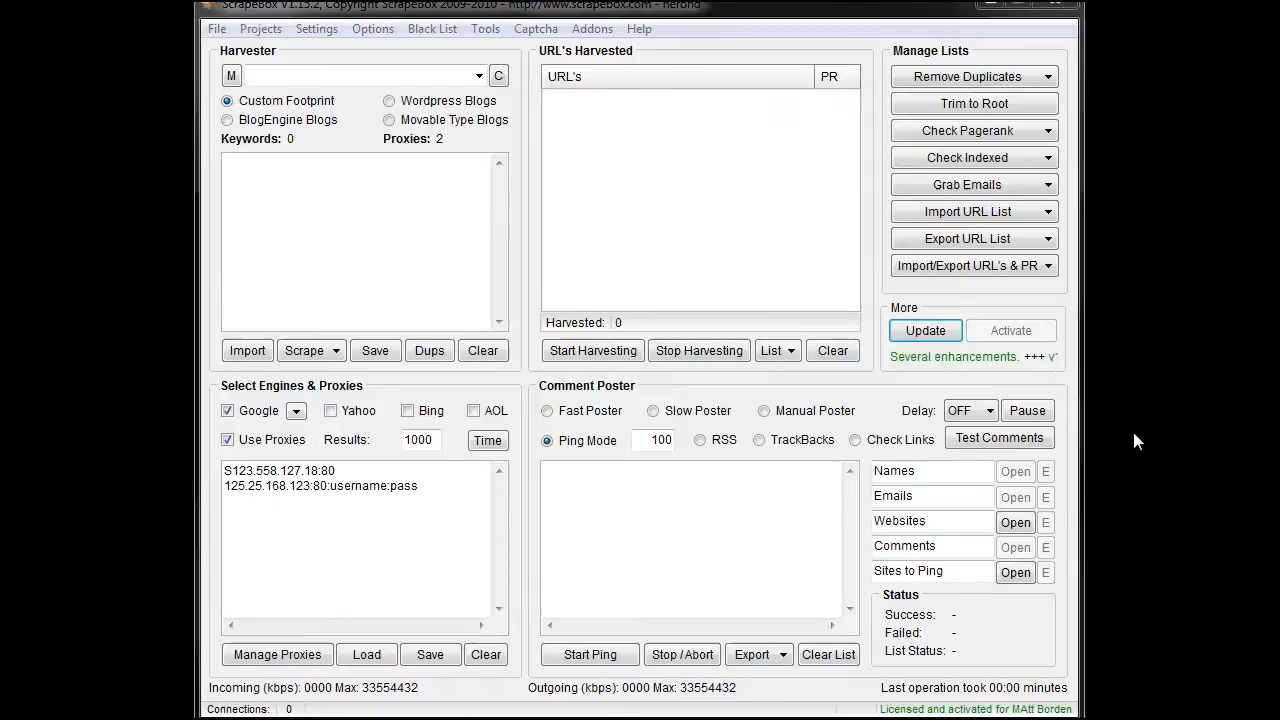 ScrapeBox V1.15.2, Copyright ScrapeBox 2009-2010 - http://www.scrapebox.com -
File Projects Settings Options Black List Tools Captcha Addons Help
Harvester
M C
Custom Footprint Wordpress Blogs
BlogEngine Blogs Movable Type Blogs
Keywords: 0 Proxies: 2
Import Scrape Save Dups Clear
URL's Harvested
URL's PR
Harvested: 0
Start Harvesting Stop Harvesting List Clear
Manage Lists
Remove Duplicates
Trim to Root
Check Pagerank
Check Indexed
Grab Emails
Import URL List
Export URL List
Import/Export URL's & PR
More
Update Activate
Several enhancements. +++
Select Engines & Proxies
Google Yahoo Bing AOL
Use Proxies Results: 1000 Time
S123.558.127.18:80
125.25.168.123:80:username:pass
Manage Proxies Load Save Clear
Comment Poster
Fast Poster Slow Poster Manual Poster Delay: OFF Pause
Ping Mode 100 RSS TrackBacks Check Links Test Comments
Names Open E
Emails Open E
Websites Open E
Comments Open E
Sites to Ping Open E
Status
Success: -
Failed: -
List Status: -
Start Ping Stop / Abort Export Clear List
Incoming (kbps): 0000 Max: 33554432 Outgoing (kbps): 0000 Max: 33554432 Last operation took 00:00 minutes
Connections: 0 Licensed and activated for MAtt Borden